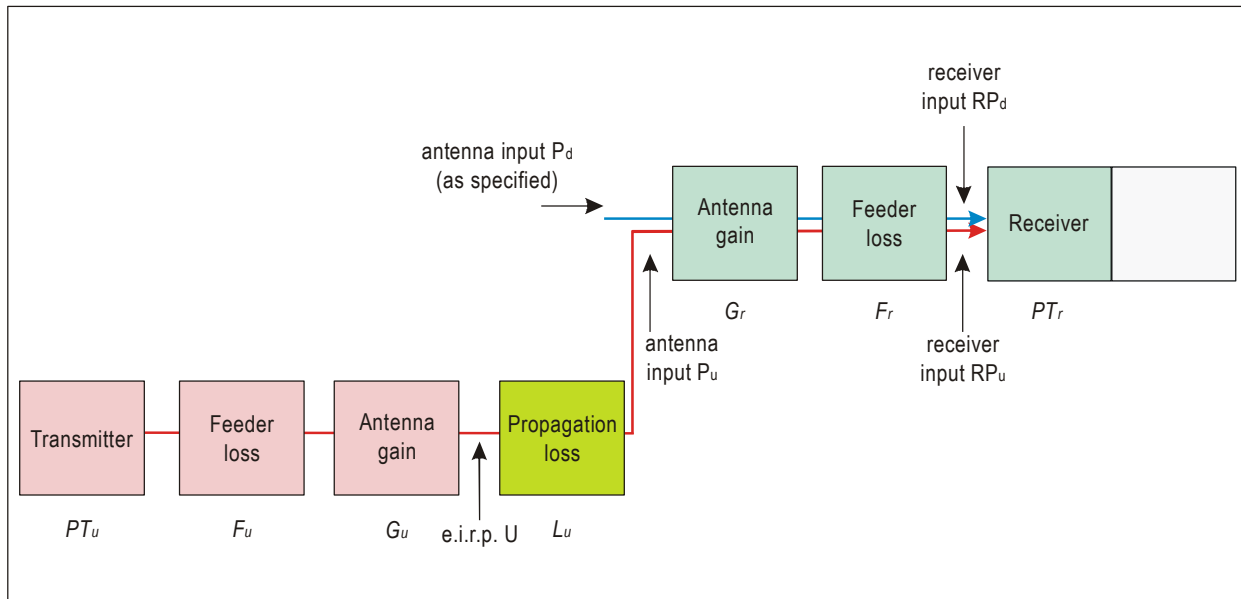 receiver
input RPd
antenna input Pd
(as specified)
Antenna
gain
Feeder
loss
Receiver
Gr
Fr
PTr
antenna
input Pu
receiver
input RPu
Transmitter
Feeder
loss
Antenna
gain
Propagation
loss
PTu
Fu
Gu
e.i.r.p. U
Lu